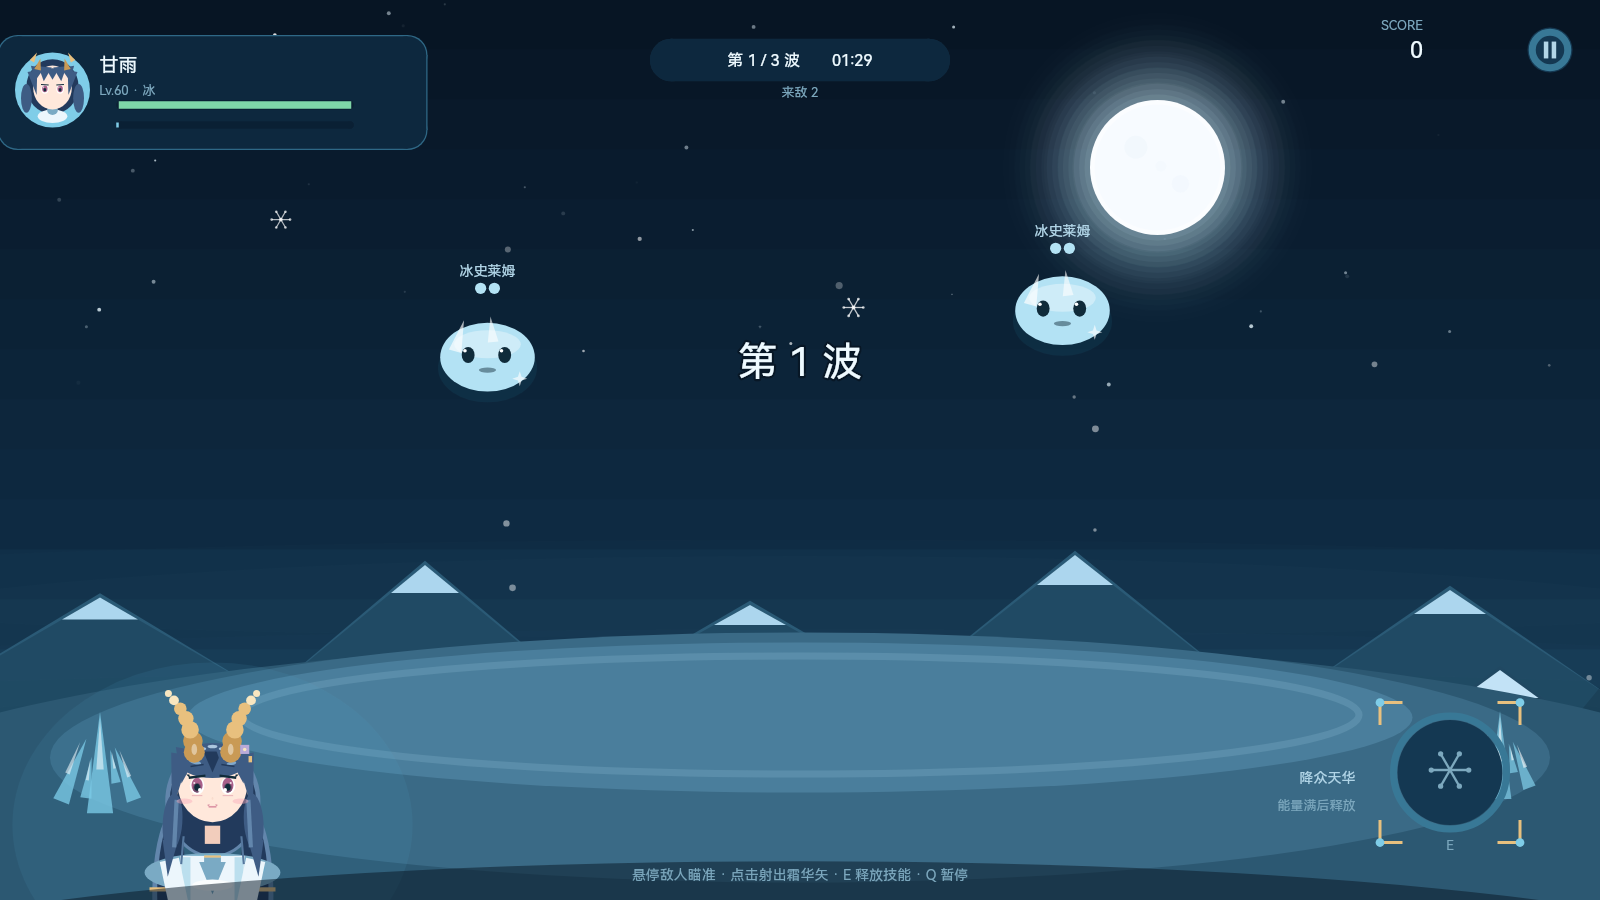 甘雨
Lv.60 · 冰
第 1 / 3 波 01:29
来敌 2
SCORE
0
冰史莱姆
冰史莱姆
第 1 波
降众天华
能量满后释放
E
悬停敌人瞄准 · 点击射出霜华矢 · E 释放技能 · Q 暂停